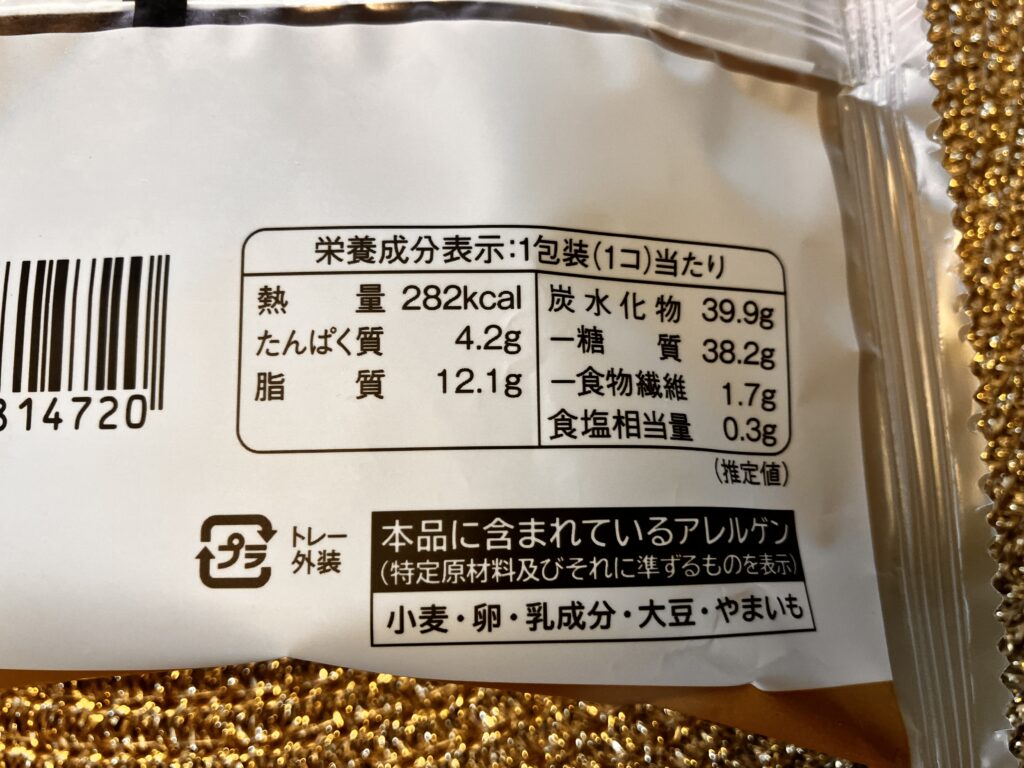 栄養成分表示:1包装(1コ)当たり
熱 量 282kcal
たんぱく質 4.2g
脂 質 12.1g
炭水化物 39.9g
ー糖 質 38.2g
ー食物繊維 1.7g
食塩相当量 0.3g
(推定値)
314720
プラ
トレー
外装
本品に含まれているアレルゲン
(特定原材料及びそれに準ずるものを表示)
小麦・卵・乳成分・大豆・やまいも